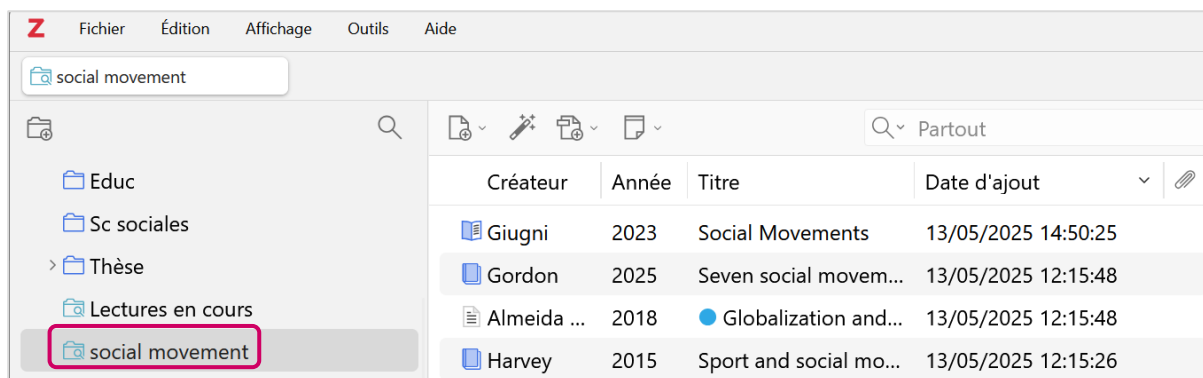 Z Fichier Édition Affichage Outils Aide
social movement
Partout
Créateur Année Titre Date d'ajout
Educ
Sc sociales
Thèse
Lectures en cours
social movement
Giugni 2023 Social Movements 13/05/2025 14:50:25
Gordon 2025 Seven social movem... 13/05/2025 12:15:48
Almeida ... 2018 Globalization and... 13/05/2025 12:15:48
Harvey 2015 Sport and social mo... 13/05/2025 12:15:26